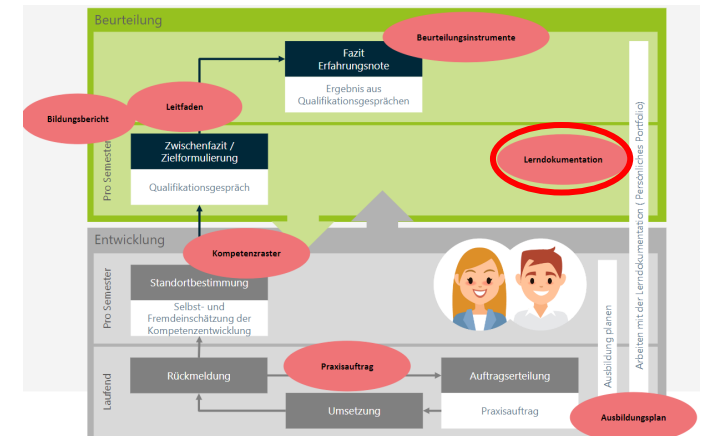 Beurteilung
Beurteilungsinstrumente
Fazit
Erfahrungsnote
Ergebnis aus
Qualifikationsgesprächen
Leitfaden
Bildungsbericht
Pro Semester
Zwischenfazit /
Zielformulierung
Qualifikationsgespräch
Lerndokumentation
Arbeiten mit der Lerndokumentation ( Persönliches Portfolio)
Entwicklung
Kompetenzraster
Pro Semester
Standortbestimmung
Selbst- und
Fremdeinschätzung der
Kompetenzentwicklung
Ausbildung planen
Laufend
Rückmeldung
Praxisauftrag
Auftragserteilung
Umsetzung
Praxisauftrag
Ausbildungsplan